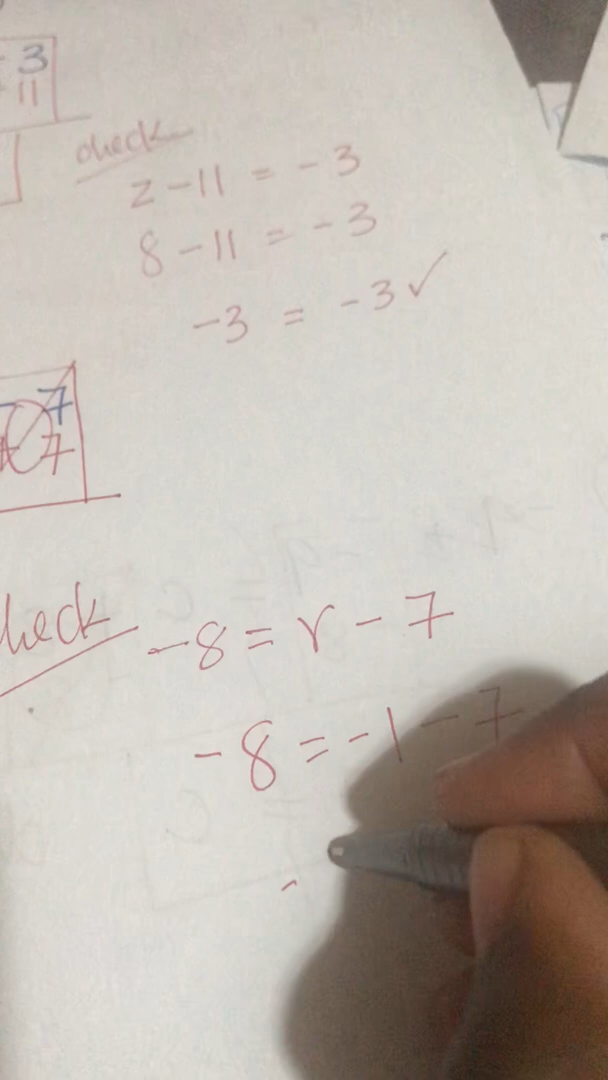 3
11
check
z - 11 = - 3
8 - 11 = - 3
- 3 = - 3 ✓
7
7
check
- 8 = r - 7
- 8 = - 1 - 7